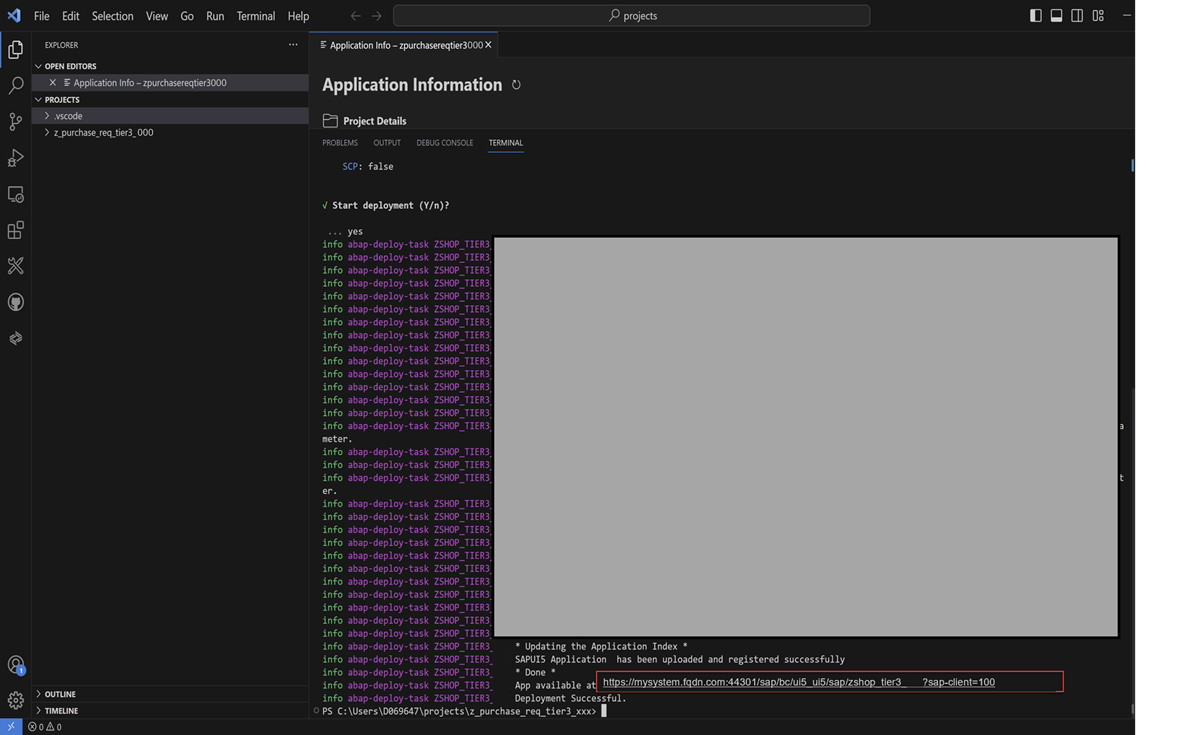 File Edit Selection View Go Run Terminal Help
projects
EXPLORER
OPEN EDITORS
Application Info – zpurchasereqtier3000
PROJECTS
.vscode
z_purchase_req_tier3_000
OUTLINE
TIMELINE
Application Info – zpurchasereqtier3000
Application Information
Project Details
PROBLEMS OUTPUT DEBUG CONSOLE TERMINAL
SCP: false
√ Start deployment (Y/n)?
... yes
info abap-deploy-task ZSHOP_TIER3_
info abap-deploy-task ZSHOP_TIER3_
info abap-deploy-task ZSHOP_TIER3_
info abap-deploy-task ZSHOP_TIER3_
info abap-deploy-task ZSHOP_TIER3_
info abap-deploy-task ZSHOP_TIER3_
info abap-deploy-task ZSHOP_TIER3_
info abap-deploy-task ZSHOP_TIER3_
info abap-deploy-task ZSHOP_TIER3_
info abap-deploy-task ZSHOP_TIER3_
info abap-deploy-task ZSHOP_TIER3_
info abap-deploy-task ZSHOP_TIER3_
info abap-deploy-task ZSHOP_TIER3_
info abap-deploy-task ZSHOP_TIER3_
info abap-deploy-task ZSHOP_TIER3_ a
meter.
info abap-deploy-task ZSHOP_TIER3_
info abap-deploy-task ZSHOP_TIER3_
info abap-deploy-task ZSHOP_TIER3_ t
er.
info abap-deploy-task ZSHOP_TIER3_
info abap-deploy-task ZSHOP_TIER3_
info abap-deploy-task ZSHOP_TIER3_
info abap-deploy-task ZSHOP_TIER3_
info abap-deploy-task ZSHOP_TIER3_
info abap-deploy-task ZSHOP_TIER3_
info abap-deploy-task ZSHOP_TIER3_
info abap-deploy-task ZSHOP_TIER3_
info abap-deploy-task ZSHOP_TIER3_
info abap-deploy-task ZSHOP_TIER3_
info abap-deploy-task ZSHOP_TIER3_
info abap-deploy-task ZSHOP_TIER3_ * Updating the Application Index *
info abap-deploy-task ZSHOP_TIER3_ SAPUI5 Application has been uploaded and registered successfully
info abap-deploy-task ZSHOP_TIER3_ * Done *
info abap-deploy-task ZSHOP_TIER3_ App available at https://mysystem.fqdn.com:44301/sap/bc/ui5_ui5/sap/zshop_tier3_ ?sap-client=100
info abap-deploy-task ZSHOP_TIER3_ Deployment Successful.
PS C:\Users\D069647\projects\z_purchase_req_tier3_xxx>
1
0 0